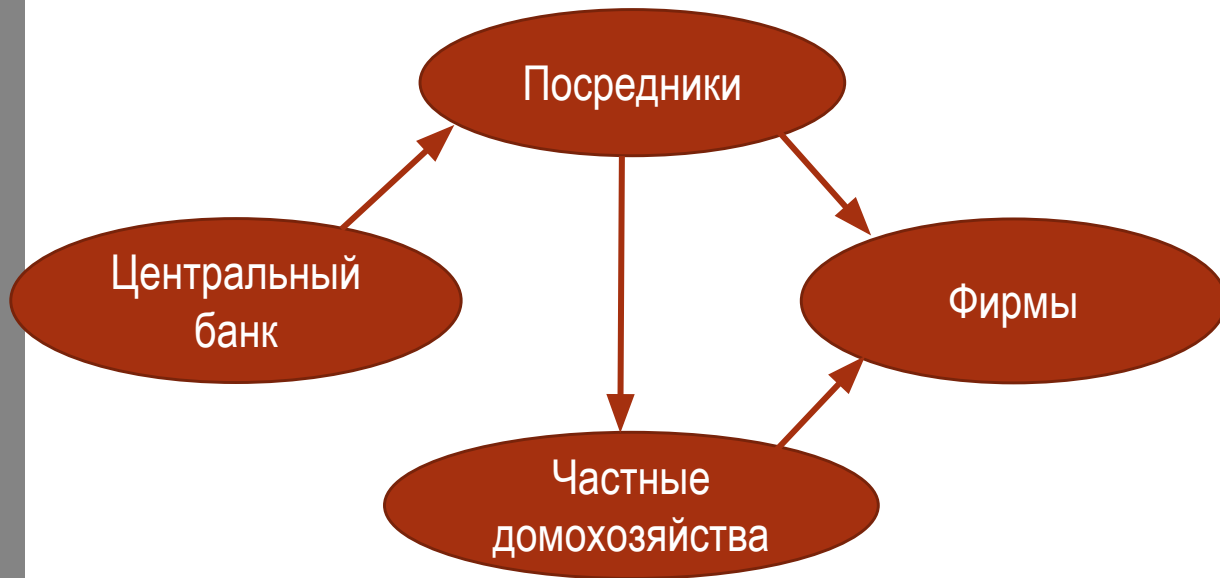 Посредники
Центральный
банк
Фирмы
Частные
домохозяйства